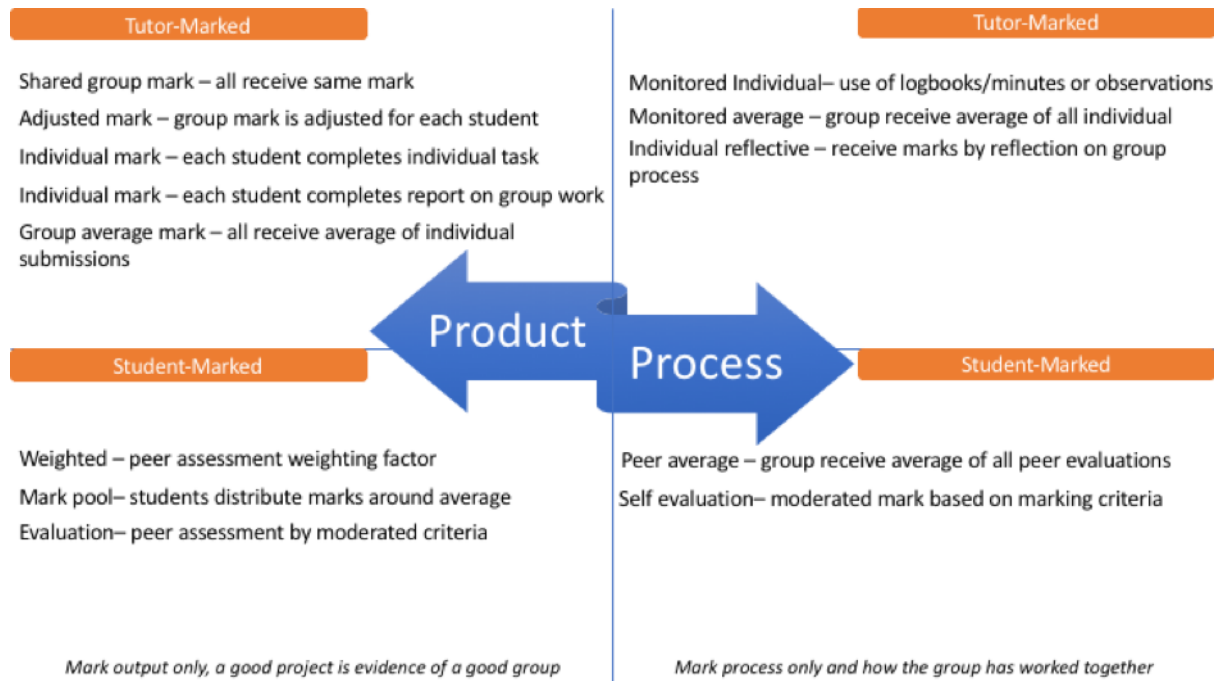 Tutor-Marked
Shared group mark – all receive same mark
Adjusted mark – group mark is adjusted for each student
Individual mark – each student completes individual task
Individual mark – each student completes report on group work
Group average mark – all receive average of individual
submissions
Tutor-Marked
Monitored Individual– use of logbooks/minutes or observations
Monitored average – group receive average of all individual
Individual reflective – receive marks by reflection on group
process
Product
Process
Student-Marked
Weighted – peer assessment weighting factor
Mark pool– students distribute marks around average
Evaluation– peer assessment by moderated criteria
Mark output only, a good project is evidence of a good group
Student-Marked
Peer average – group receive average of all peer evaluations
Self evaluation– moderated mark based on marking criteria
Mark process only and how the group has worked together